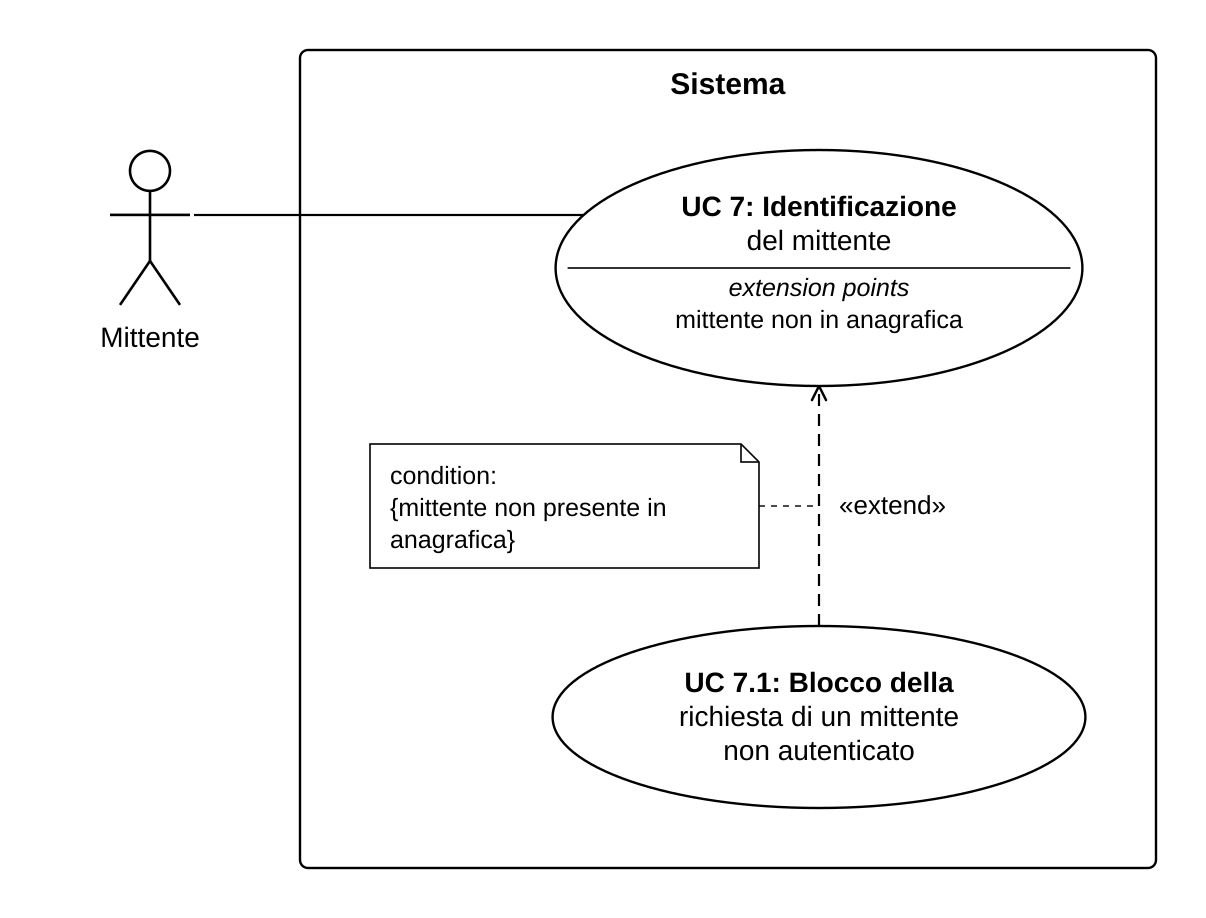 Sistema
UC 7: Identificazione
del mittente
extension points
mittente non in anagrafica
Mittente
condition:
{mittente non presente in
anagrafica}
«extend»
UC 7.1: Blocco della
richiesta di un mittente
non autenticato